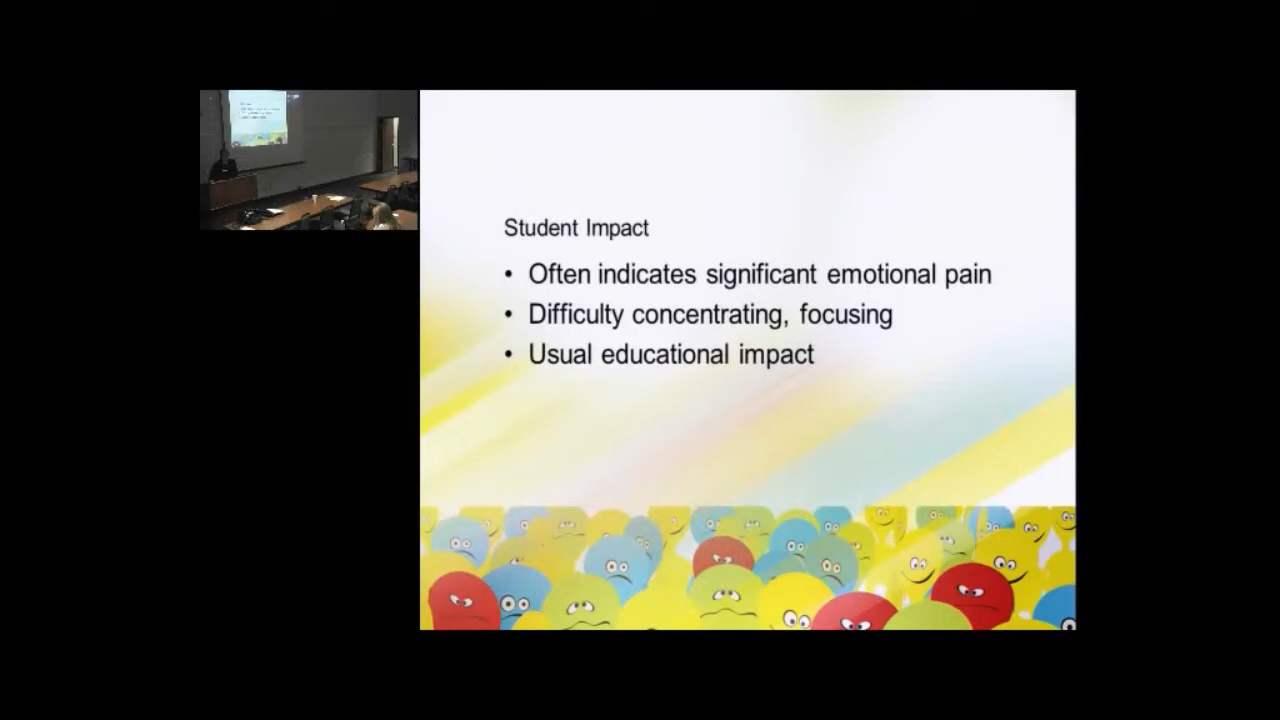 Student Impact
• Often indicates significant emotional pain
• Difficulty concentrating, focusing
• Usual educational impact